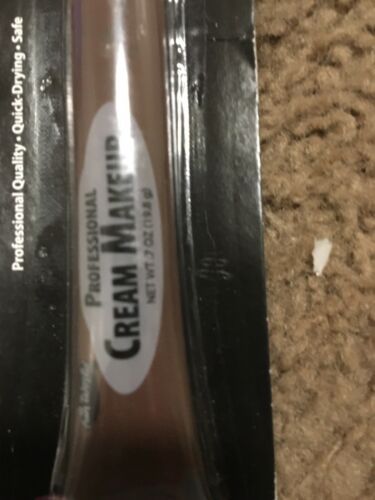 Professional Quality • Quick-Drying • Safe
PROFESSIONAL
CREAM MAKEUP
NET WT .7 OZ (19.8 g)